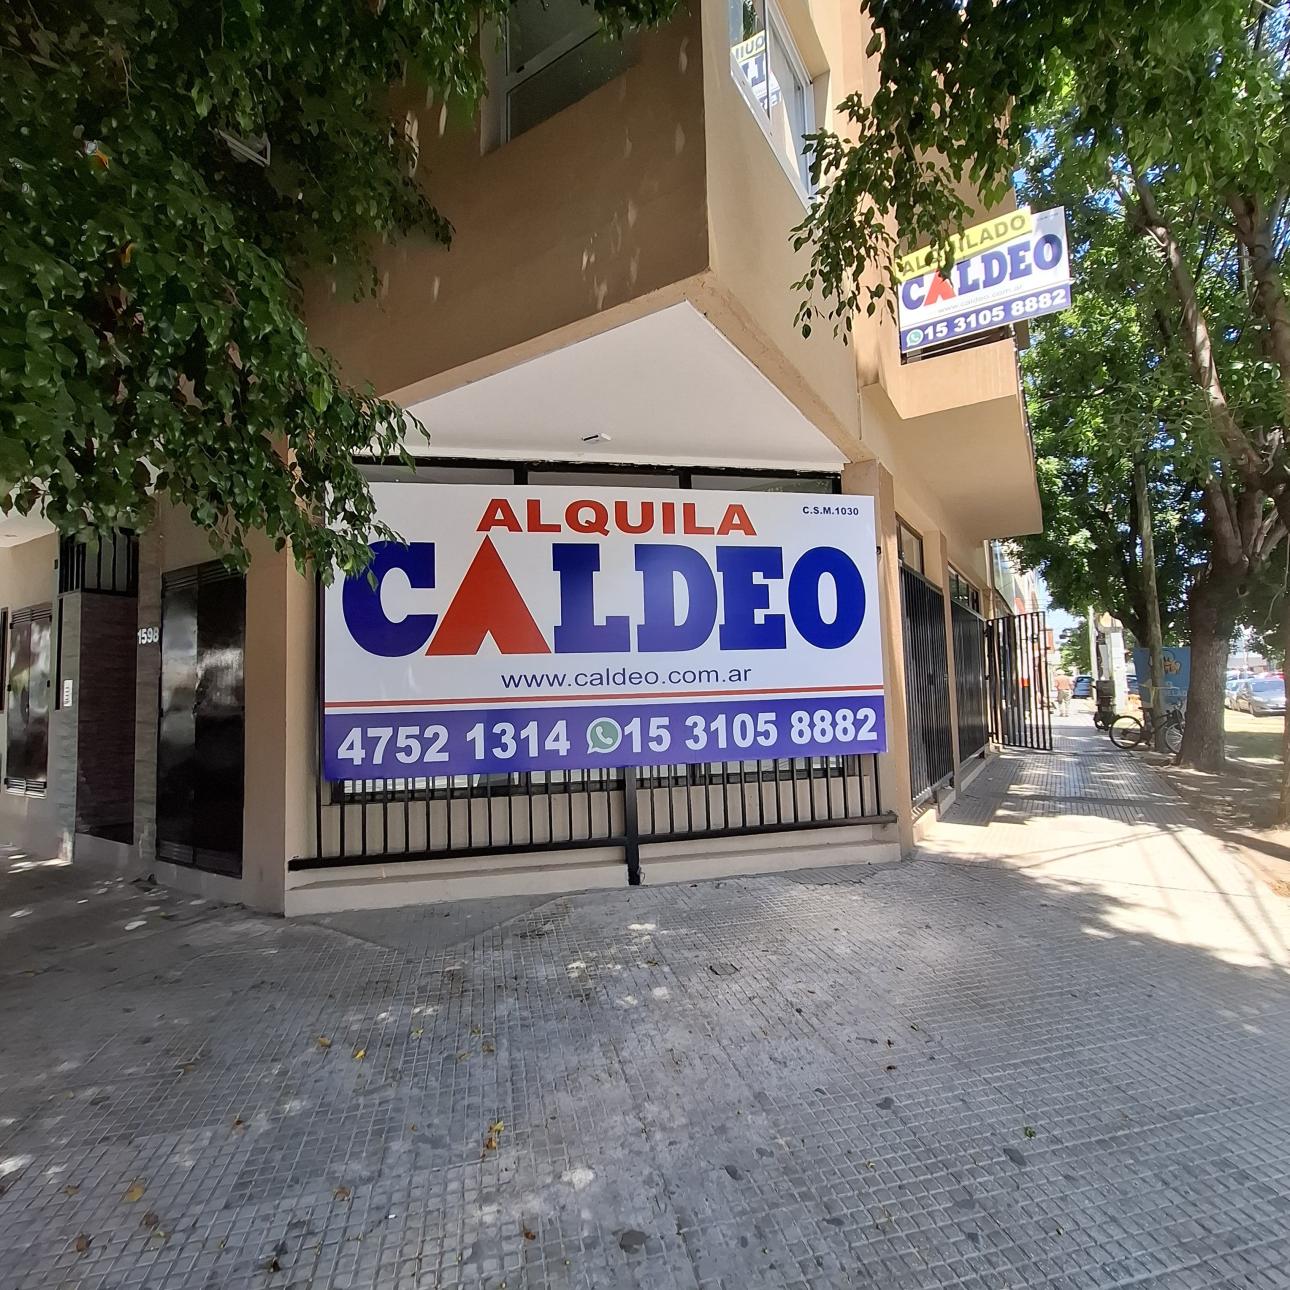 ALQUILADO
CALDEO
www.caldeo.com.ar
15 3105 8882
ALQUILA
C.S.M.1030
CALDEO
www.caldeo.com.ar
4752 1314 15 3105 8882
1598